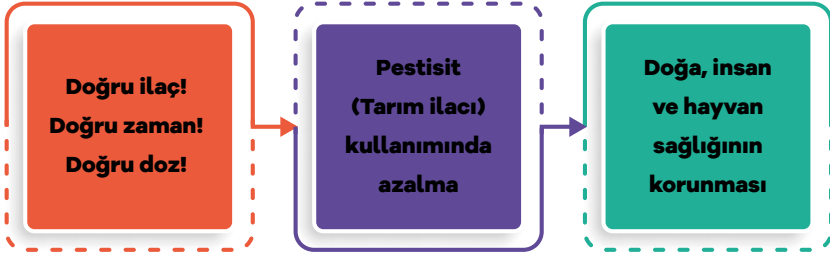 Doğru ilaç!
Doğru zaman!
Doğru doz!
Pestisit
(Tarım ilacı)
kullanımında
azalma
Doğa, insan
ve hayvan
sağlığının
korunması